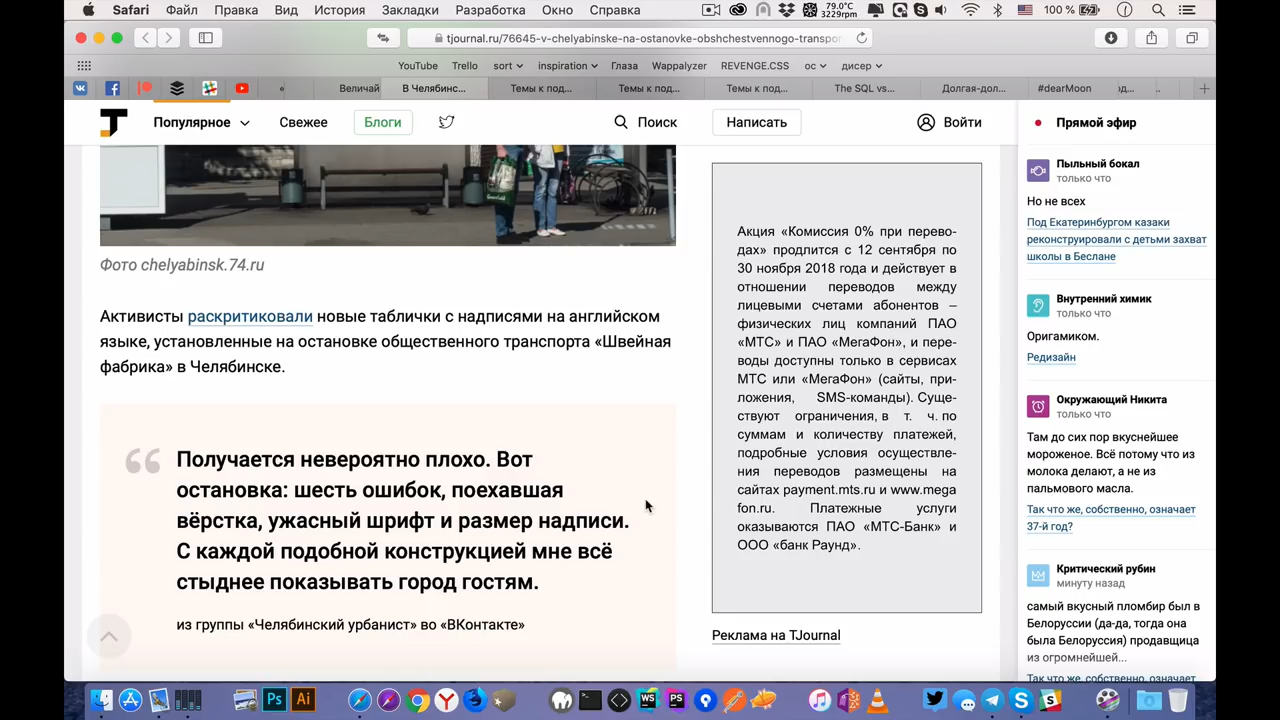 Safari Файл Правка Вид История Закладки Разработка Окно Справка 79.0°C 3229rpm 100 %
tjournal.ru/76645-v-chelyabinske-na-ostanovke-obshchestvennogo-transpor
YouTube Trello sort inspiration Глаза Wappalyzer REVENGE.CSS ос дисер
Величай В Челябинс... Темы к под... Темы к под... Темы к под... The SQL vs... Долгая-дол... #dearMoon
Популярное Свежее Блоги Поиск Написать Войти Прямой эфир
Фото chelyabinsk.74.ru
Активисты раскритиковали новые таблички с надписями на английском
языке, установленные на остановке общественного транспорта «Швейная
фабрика» в Челябинске.
Получается невероятно плохо. Вот
остановка: шесть ошибок, поехавшая
вёрстка, ужасный шрифт и размер надписи.
С каждой подобной конструкцией мне всё
стыднее показывать город гостям.
из группы «Челябинский урбанист» во «ВКонтакте»
Акция «Комиссия 0% при перево-
дах» продлится с 12 сентября по
30 ноября 2018 года и действует в
отношении переводов между
лицевыми счетами абонентов –
физических лиц компаний ПАО
«МТС» и ПАО «МегаФон», и пере-
воды доступны только в сервисах
МТС или «МегаФон» (сайты, при-
ложения, SMS-команды). Суще-
ствуют ограничения, в т. ч. по
суммам и количеству платежей,
подробные условия осуществле-
ния переводов размещены на
сайтах payment.mts.ru и www.mega
fon.ru. Платежные услуги
оказываются ПАО «МТС-Банк» и
ООО «банк Раунд».
Реклама на TJournal
Пыльный бокал
только что
Но не всех
Под Екатеринбургом казаки
реконструировали с детьми захват
школы в Беслане
Внутренний химик
только что
Оригамиком.
Редизайн
Окружающий Никита
только что
Там до сих пор вкуснейшее
мороженое. Всё потому что из
молока делают, а не из
пальмового масла.
Так что же, собственно, означает
37-й год?
Критический рубин
минуту назад
самый вкусный пломбир был в
Белоруссии (да-да, тогда она
была Белоруссия) продавщица
из огромнейшей...
Так что же, собственно, означает
Ps Ai WS PS